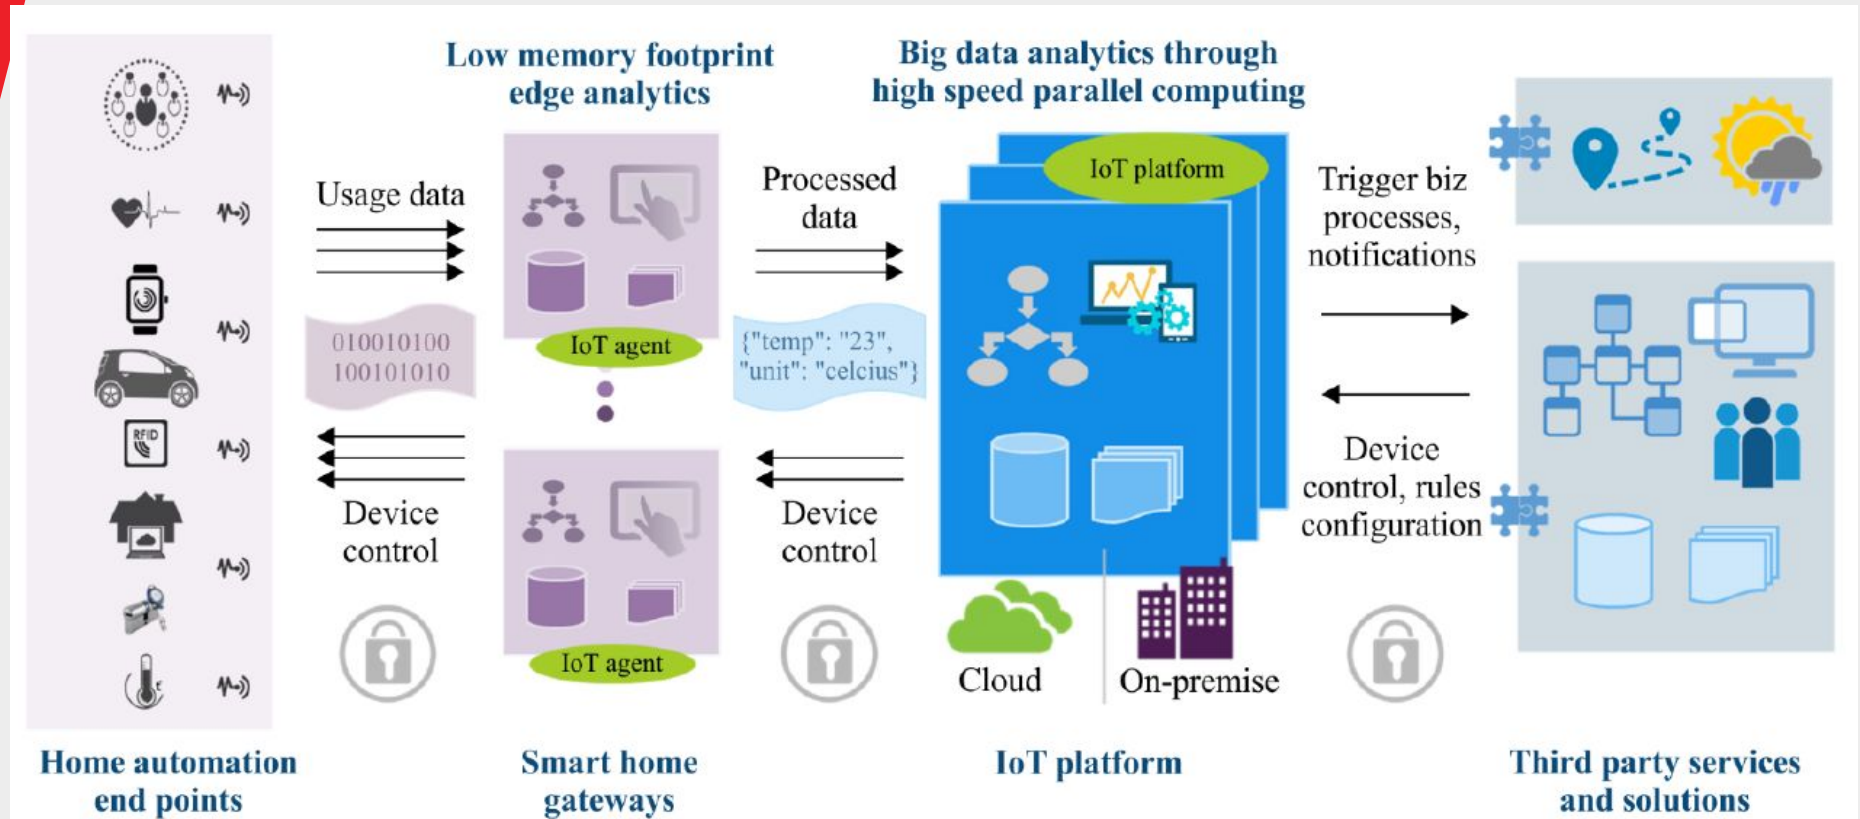 Low memory footprint
edge analytics
Big data analytics through
high speed parallel computing
Usage data
010010100
100101010
Device
control
RFID
IoT agent
IoT agent
Processed
data
{"temp": "23",
"unit": "celcius"}
Device
control
IoT platform
Cloud
On-premise
Trigger biz
processes,
notifications
Device
control, rules
configuration
Home automation
end points
Smart home
gateways
IoT platform
Third party services
and solutions